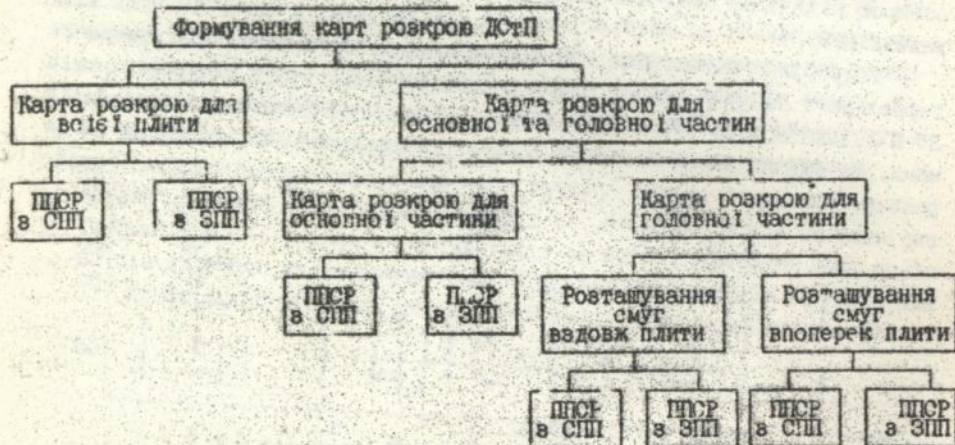 Формування карт розкрою ДСтП
Карта розкрою для
всієї плити
Карта розкрою для
основної та головної частин
ППСР
з СПП
ППСР
з ЗПП
Карта розкрою для
основної частини
Карта розкрою для
головної частини
ППСР
з СПП
ППСР
з ЗПП
Розташування
смуг
вздовж плити
Розташування
смуг
впоперек плити
ППСР
з СПП
ППСР
з ЗПП
ППСР
з СПП
ППСР
з ЗПП